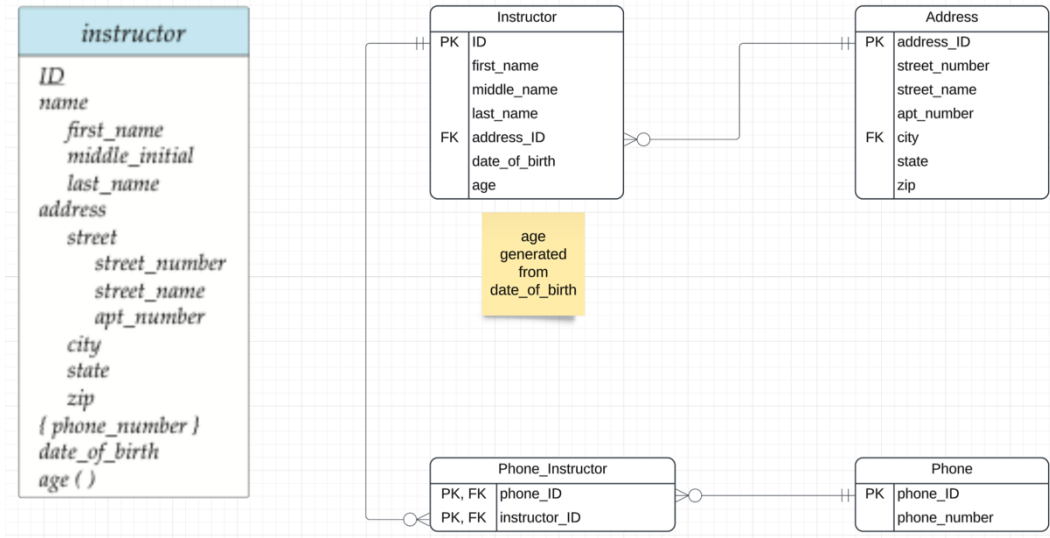 instructor
ID
name
first_name
middle_initial
last_name
address
street
street_number
street_name
apt_number
city
state
zip
{ phone_number }
date_of_birth
age ( )
Instructor
PK ID
first_name
middle_name
last_name
FK address_ID
date_of_birth
age
age
generated
from
date_of_birth
Address
PK address_ID
street_number
street_name
apt_number
FK city
state
zip
Phone_Instructor
PK, FK phone_ID
PK, FK instructor_ID
Phone
PK phone_ID
phone_number